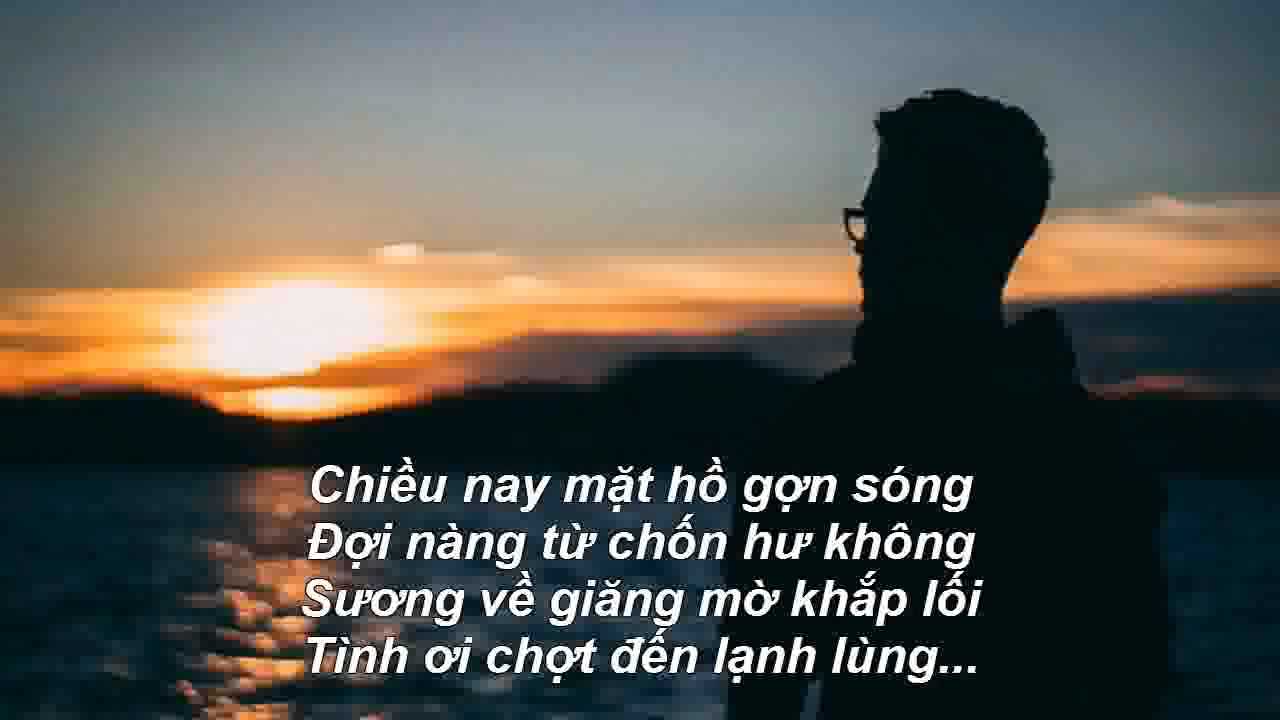 Chiều nay mặt hồ gợn sóng
Đợi nàng từ chốn hư không
Sương về giăng mờ khắp lối
Tình ơi chợt đến lạnh lùng...